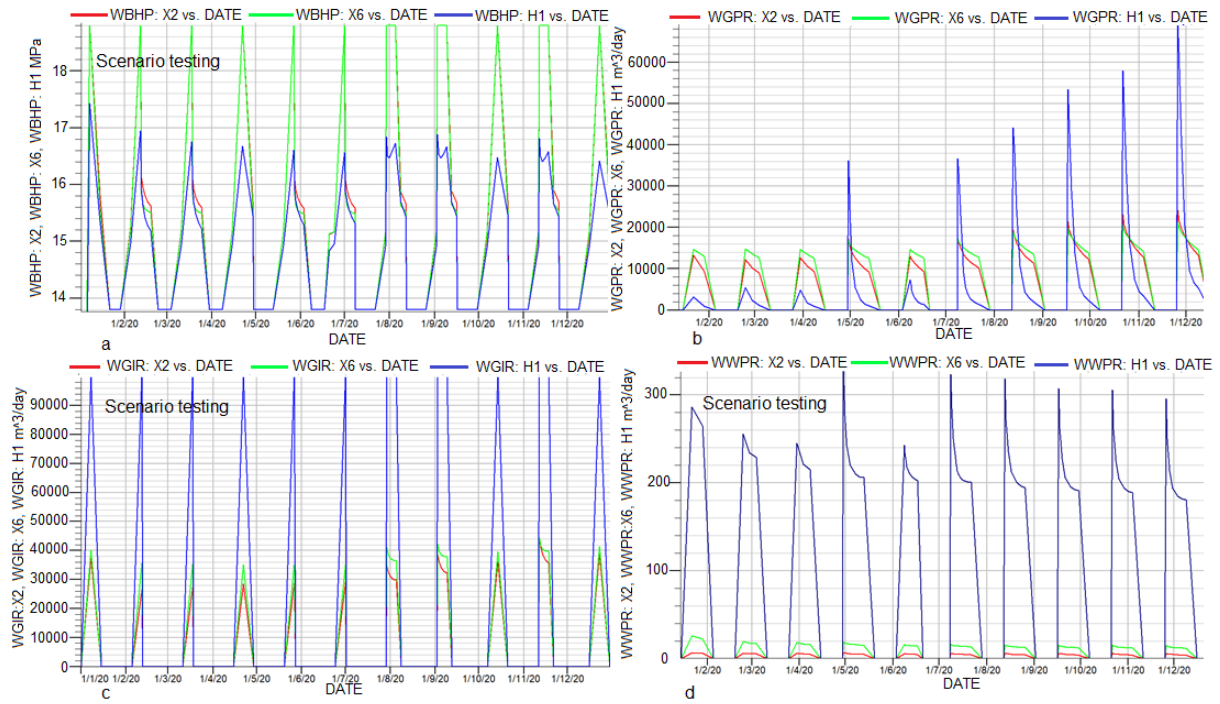 WBHP: X2 vs. DATE WBHP: X6 vs. DATE WBHP: H1 vs. DATE
WBHP: X2, WBHP: X6, WBHP: H1 MPa
Scenario testing
18
17
16
15
14
1/2/20 1/3/20 1/4/20 1/5/20 1/6/20 1/7/20 1/8/20 1/9/20 1/10/20 1/11/20 1/12/20
DATE
a
WGPR: X2 vs. DATE WGPR: X6 vs. DATE WGPR: H1 vs. DATE
WGPR: X2, WGPR: X6, WGPR: H1 m^3/day
60000
50000
40000
30000
20000
10000
0
1/2/20 1/3/20 1/4/20 1/5/20 1/6/20 1/7/20 1/8/20 1/9/20 1/10/20 1/11/20 1/12/20
DATE
b
WGIR: X2 vs. DATE WGIR: X6 vs. DATE WGIR: H1 vs. DATE
WGIR:X2, WGIR: X6, WGIR: H1 m^3/day
Scenario testing
90000
80000
70000
60000
50000
40000
30000
20000
10000
0
1/1/20 1/2/20 1/3/20 1/4/20 1/5/20 1/6/20 1/7/20 1/8/20 1/9/20 1/10/20 1/11/20 1/12/20
DATE
c
WWPR: X2 vs. DATE WWPR: X6 vs. DATE WWPR: H1 vs. DATE
WWPR: X2, WWPR:X6, WWPR: H1 m^3/day
Scenario testing
300
200
100
0
1/2/20 1/3/20 1/4/20 1/5/20 1/6/20 1/7/20 1/8/20 1/9/20 1/10/20 1/11/20 1/12/20
DATE
d